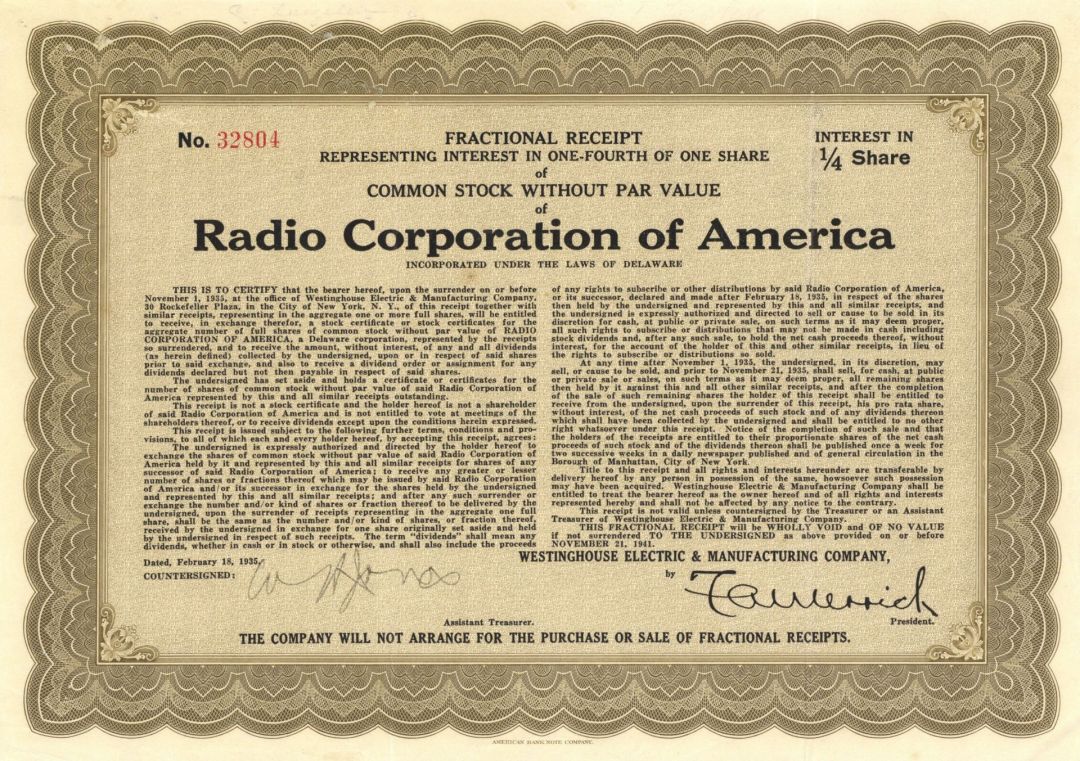 No. 32804
FRACTIONAL RECEIPT
REPRESENTING INTEREST IN ONE-FOURTH OF ONE SHARE
of
COMMON STOCK WITHOUT PAR VALUE
of
INTEREST IN
1/4 Share
Radio Corporation of America
INCORPORATED UNDER THE LAWS OF DELAWARE
THIS IS TO CERTIFY that the bearer hereof, upon the surrender on or before
November 1, 1935, at the office of Westinghouse Electric & Manufacturing Company,
30 Rockefeller Plaza, in the City of New York, N. Y., of this receipt together with
similar receipts, representing in the aggregate one or more full shares, will be entitled
to receive, in exchange therefor, a stock certificate or stock certificates for the
aggregate number of full shares of common stock without par value of RADIO
CORPORATION OF AMERICA, a Delaware corporation, represented by the receipts
so surrendered, and to receive the amount, without interest, of any and all dividends
(as herein defined) collected by the undersigned, upon or in respect of said shares
prior to said exchange, and also to receive a dividend order or assignment for any
dividends declared but not then payable in respect of said shares.
The undersigned has set aside and holds a certificate or certificates for the
number of shares of common stock without par value of said Radio Corporation of
America represented by this and all similar receipts outstanding.
This receipt is not a stock certificate and the holder hereof is not a shareholder
of said Radio Corporation of America and is not entitled to vote at meetings of the
shareholders thereof, or to receive dividends except upon the conditions herein expressed.
This receipt is issued subject to the following further terms, conditions and pro-
visions, to all of which each and every holder hereof, by accepting this receipt, agrees:
The undersigned is expressly authorized and directed by the holder hereof to
exchange the shares of common stock without par value of said Radio Corporation of
America held by it and represented by this and all similar receipts for shares of any
successor of said Radio Corporation of America; to receive any greater or lesser
number of shares or fractions thereof which may be issued by said Radio Corporation
of America and/or its successor in exchange for the shares held by the undersigned
and represented by this and all similar receipts; and after any such surrender or
exchange the number and/or kind of shares or fraction thereof to be delivered by the
undersigned, upon the surrender of receipts representing in the aggregate one full
share, shall be the same as the number and/or kind of shares, or fraction thereof,
received by the undersigned in exchange for one share originally set aside and held
by the undersigned in respect of such receipts. The term "dividends" shall mean any
dividends, whether in cash or in stock or otherwise, and shall also include the proceeds
of any rights to subscribe or other distributions by said Radio Corporation of America,
or its successor, declared and made after February 18, 1935, in respect of the shares
then held by the undersigned and represented by this and all similar receipts, and
the undersigned is expressly authorized and directed to sell or cause to be sold in its
discretion for cash, at public or private sale, on such terms as it may deem proper,
all such rights to subscribe or distributions that may not be made in cash including
stock dividends and, after any such sale, to hold the net cash proceeds thereof, without
interest, for the account of the holder of this and other similar receipts, in lieu of
the rights to subscribe or distributions so sold.
At any time after November 1, 1935, the undersigned, in its discretion, may
sell, or cause to be sold, and prior to November 21, 1935, shall sell, for cash, at public
or private sale or sales, on such terms as it may deem proper, all remaining shares
then held by it against this and all other similar receipts, and after the completion
of the sale of such remaining shares the holder of this receipt shall be entitled to
receive from the undersigned, upon the surrender of this receipt, his pro rata share,
without interest, of the net cash proceeds of such stock and of any dividends thereon
which shall have been collected by the undersigned and shall be entitled to no other
right whatsoever under this receipt. Notice of the completion of such sale and that
the holders of the receipts are entitled to their proportionate shares of the net cash
proceeds of such stock and of the dividends thereon shall be published once a week for
two successive weeks in a daily newspaper published and of general circulation in the
Borough of Manhattan, City of New York.
Title to this receipt and all rights and interests hereunder are transferable by
delivery hereof by any person in possession of the same, howsoever such possession
may have been acquired. Westinghouse Electric & Manufacturing Company shall be
entitled to treat the bearer hereof as the owner hereof and of all rights and interests
represented hereby and shall not be affected by any notice to the contrary.
This receipt is not valid unless countersigned by the Treasurer or an Assistant
Treasurer of Westinghouse Electric & Manufacturing Company.
THIS FRACTIONAL RECEIPT will be WHOLLY VOID and OF NO VALUE
if not surrendered TO THE UNDERSIGNED as above provided on or before
NOVEMBER 21, 1941.
Dated, February 18, 1935.
WESTINGHOUSE ELECTRIC & MANUFACTURING COMPANY,
COUNTERSIGNED:
by F A Merrick
Assistant Treasurer.
President.
THE COMPANY WILL NOT ARRANGE FOR THE PURCHASE OR SALE OF FRACTIONAL RECEIPTS.
AMERICAN BANK NOTE COMPANY.